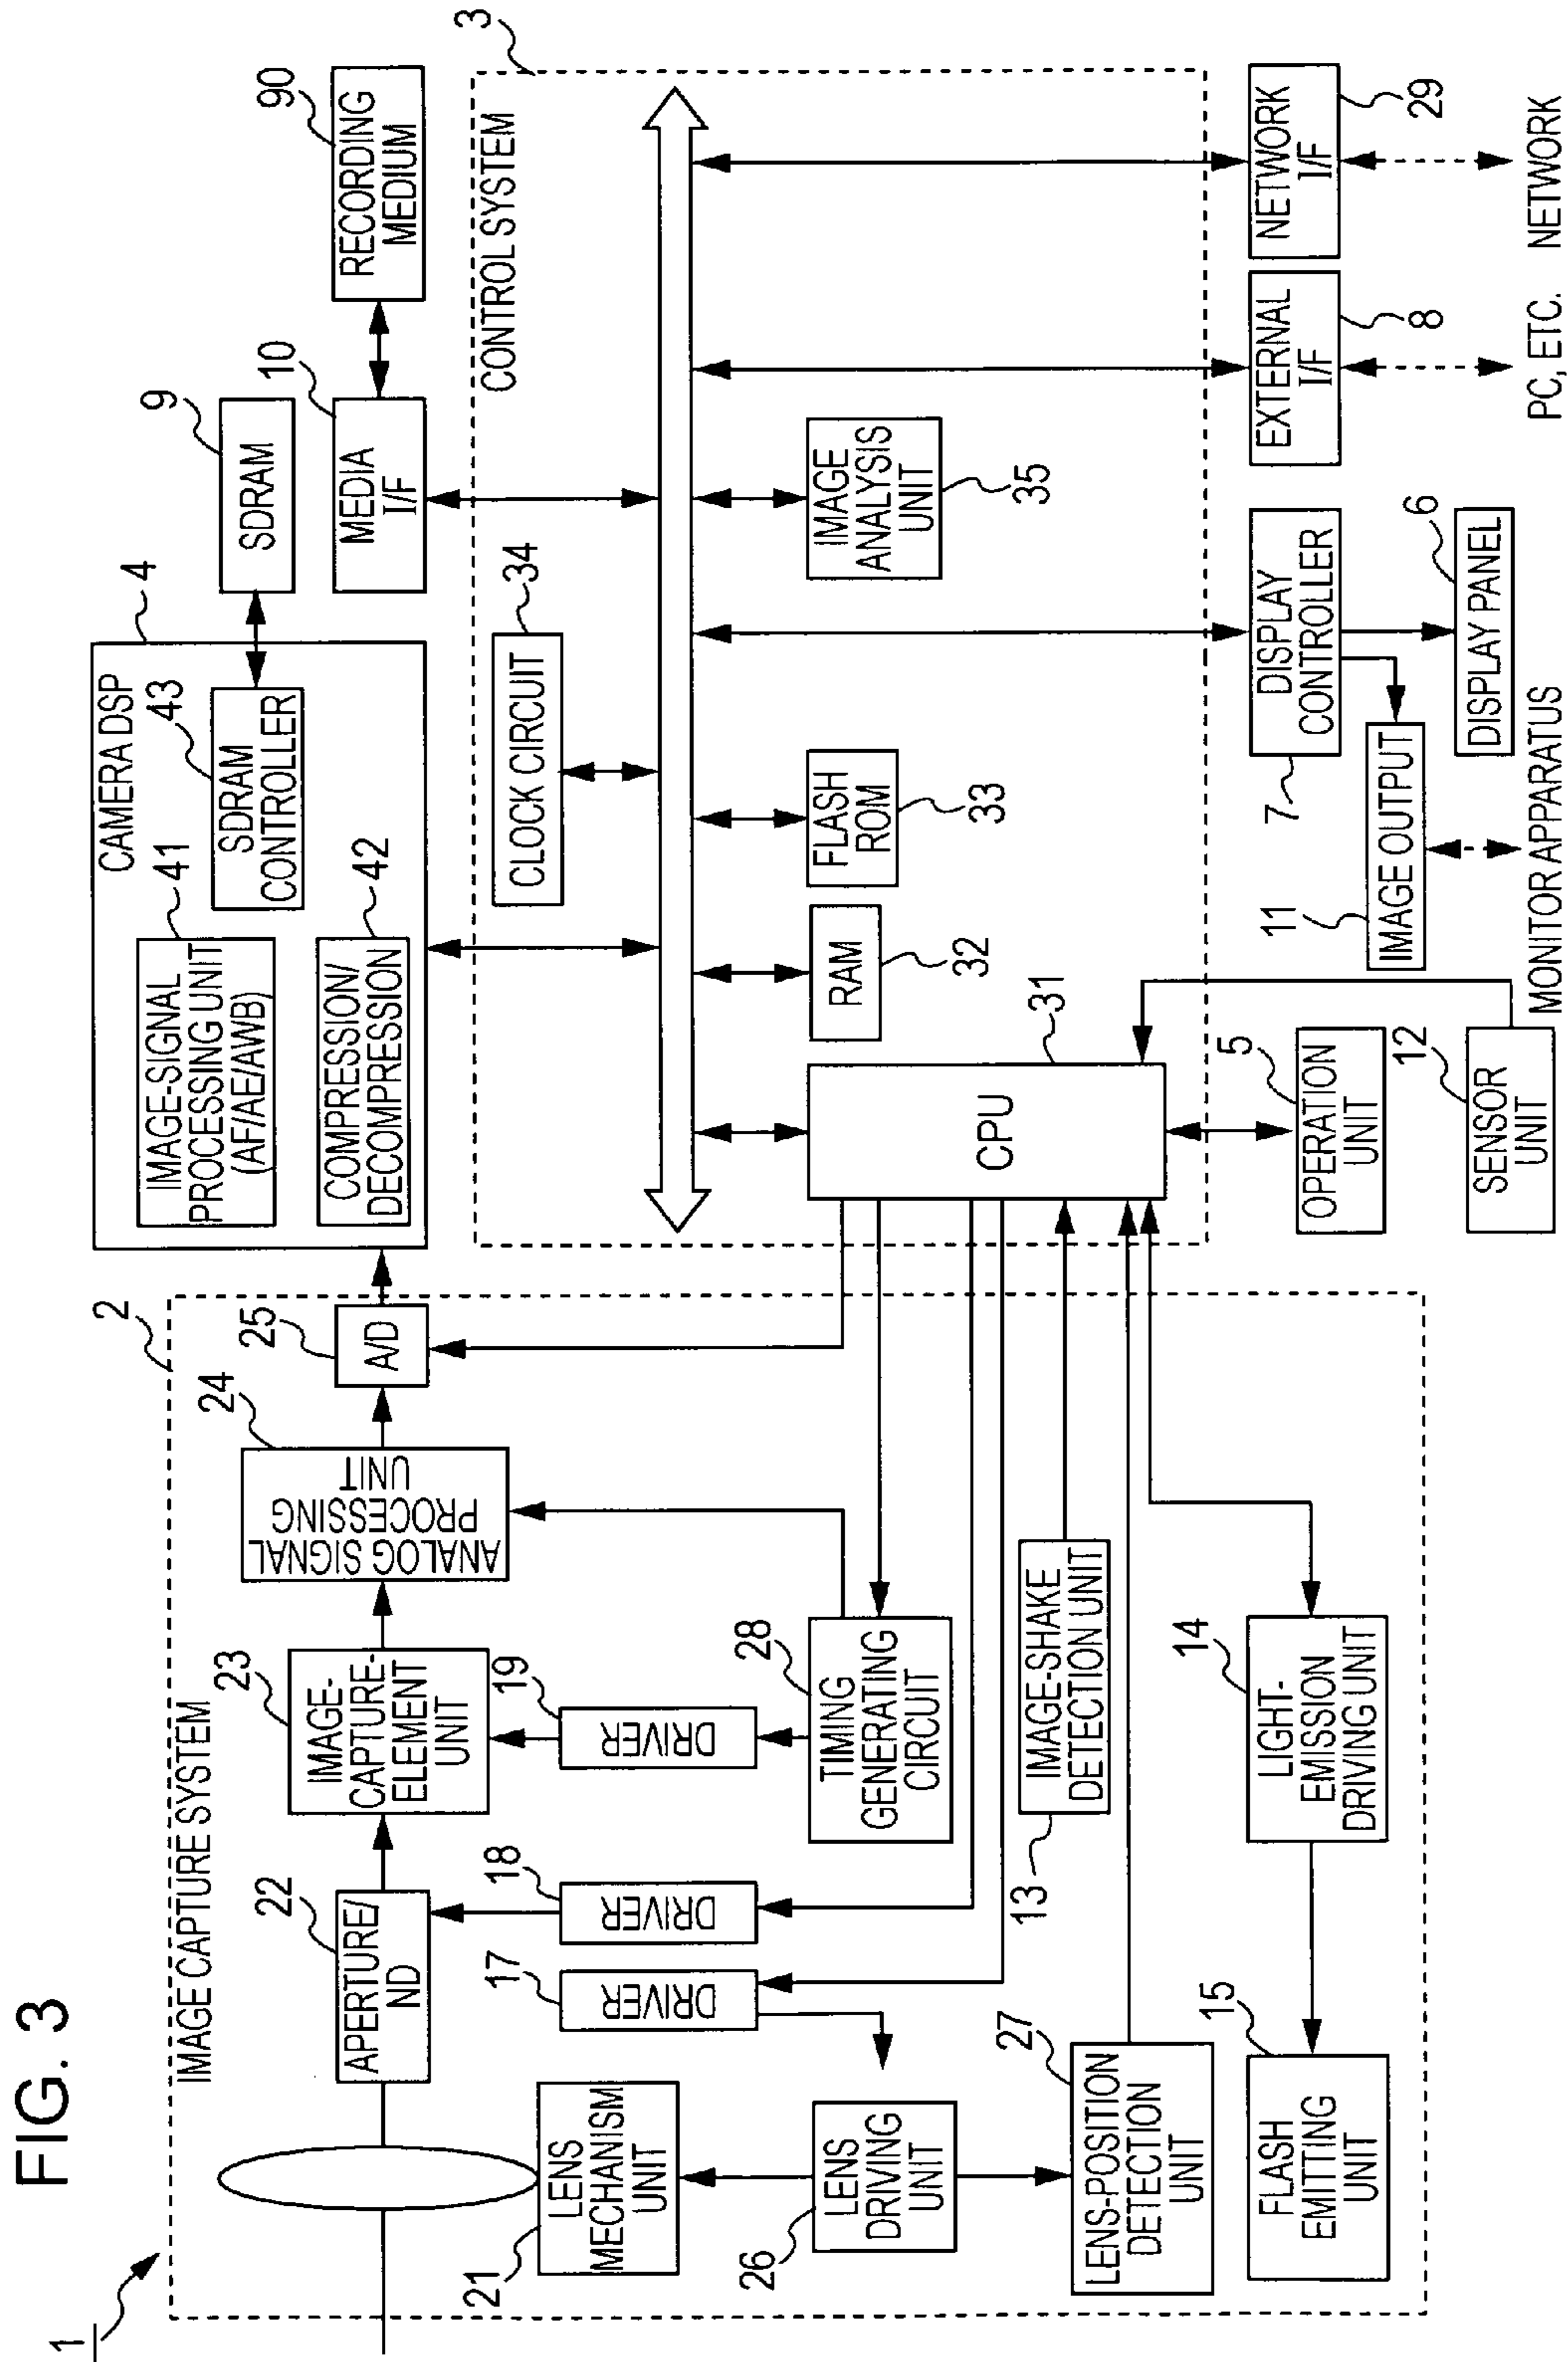 FIG. 3
1
IMAGE CAPTURE SYSTEM
2
21
LENS
MECHANISM
UNIT
22
APERTURE/
ND
23
IMAGE-
CAPTURE-
ELEMENT
UNIT
24
ANALOG SIGNAL
PROCESSING
UNIT
25
A/D
17
DRIVER
18
DRIVER
19
DRIVER
26
LENS
DRIVING
UNIT
28
TIMING
GENERATING
CIRCUIT
27
LENS-POSITION
DETECTION
UNIT
13
IMAGE-SHAKE
DETECTION UNIT
15
FLASH
EMITTING
UNIT
14
LIGHT-
EMISSION
DRIVING UNIT
CAMERA DSP
4
IMAGE-SIGNAL
PROCESSING UNIT
(AF/AE/AWB)
41
COMPRESSION/
DECOMPRESSION
42
SDRAM
CONTROLLER
43
SDRAM
9
MEDIA
I/F
10
RECORDING
MEDIUM
90
CONTROL SYSTEM
3
CLOCK CIRCUIT
34
CPU
31
RAM
32
FLASH
ROM
33
IMAGE
ANALYSIS
UNIT
35
OPERATION
UNIT
5
SENSOR
UNIT
12
DISPLAY
CONTROLLER
7
IMAGE OUTPUT
11
DISPLAY PANEL
6
MONITOR APPARATUS
EXTERNAL
I/F
8
PC, ETC.
NETWORK
I/F
29
NETWORK